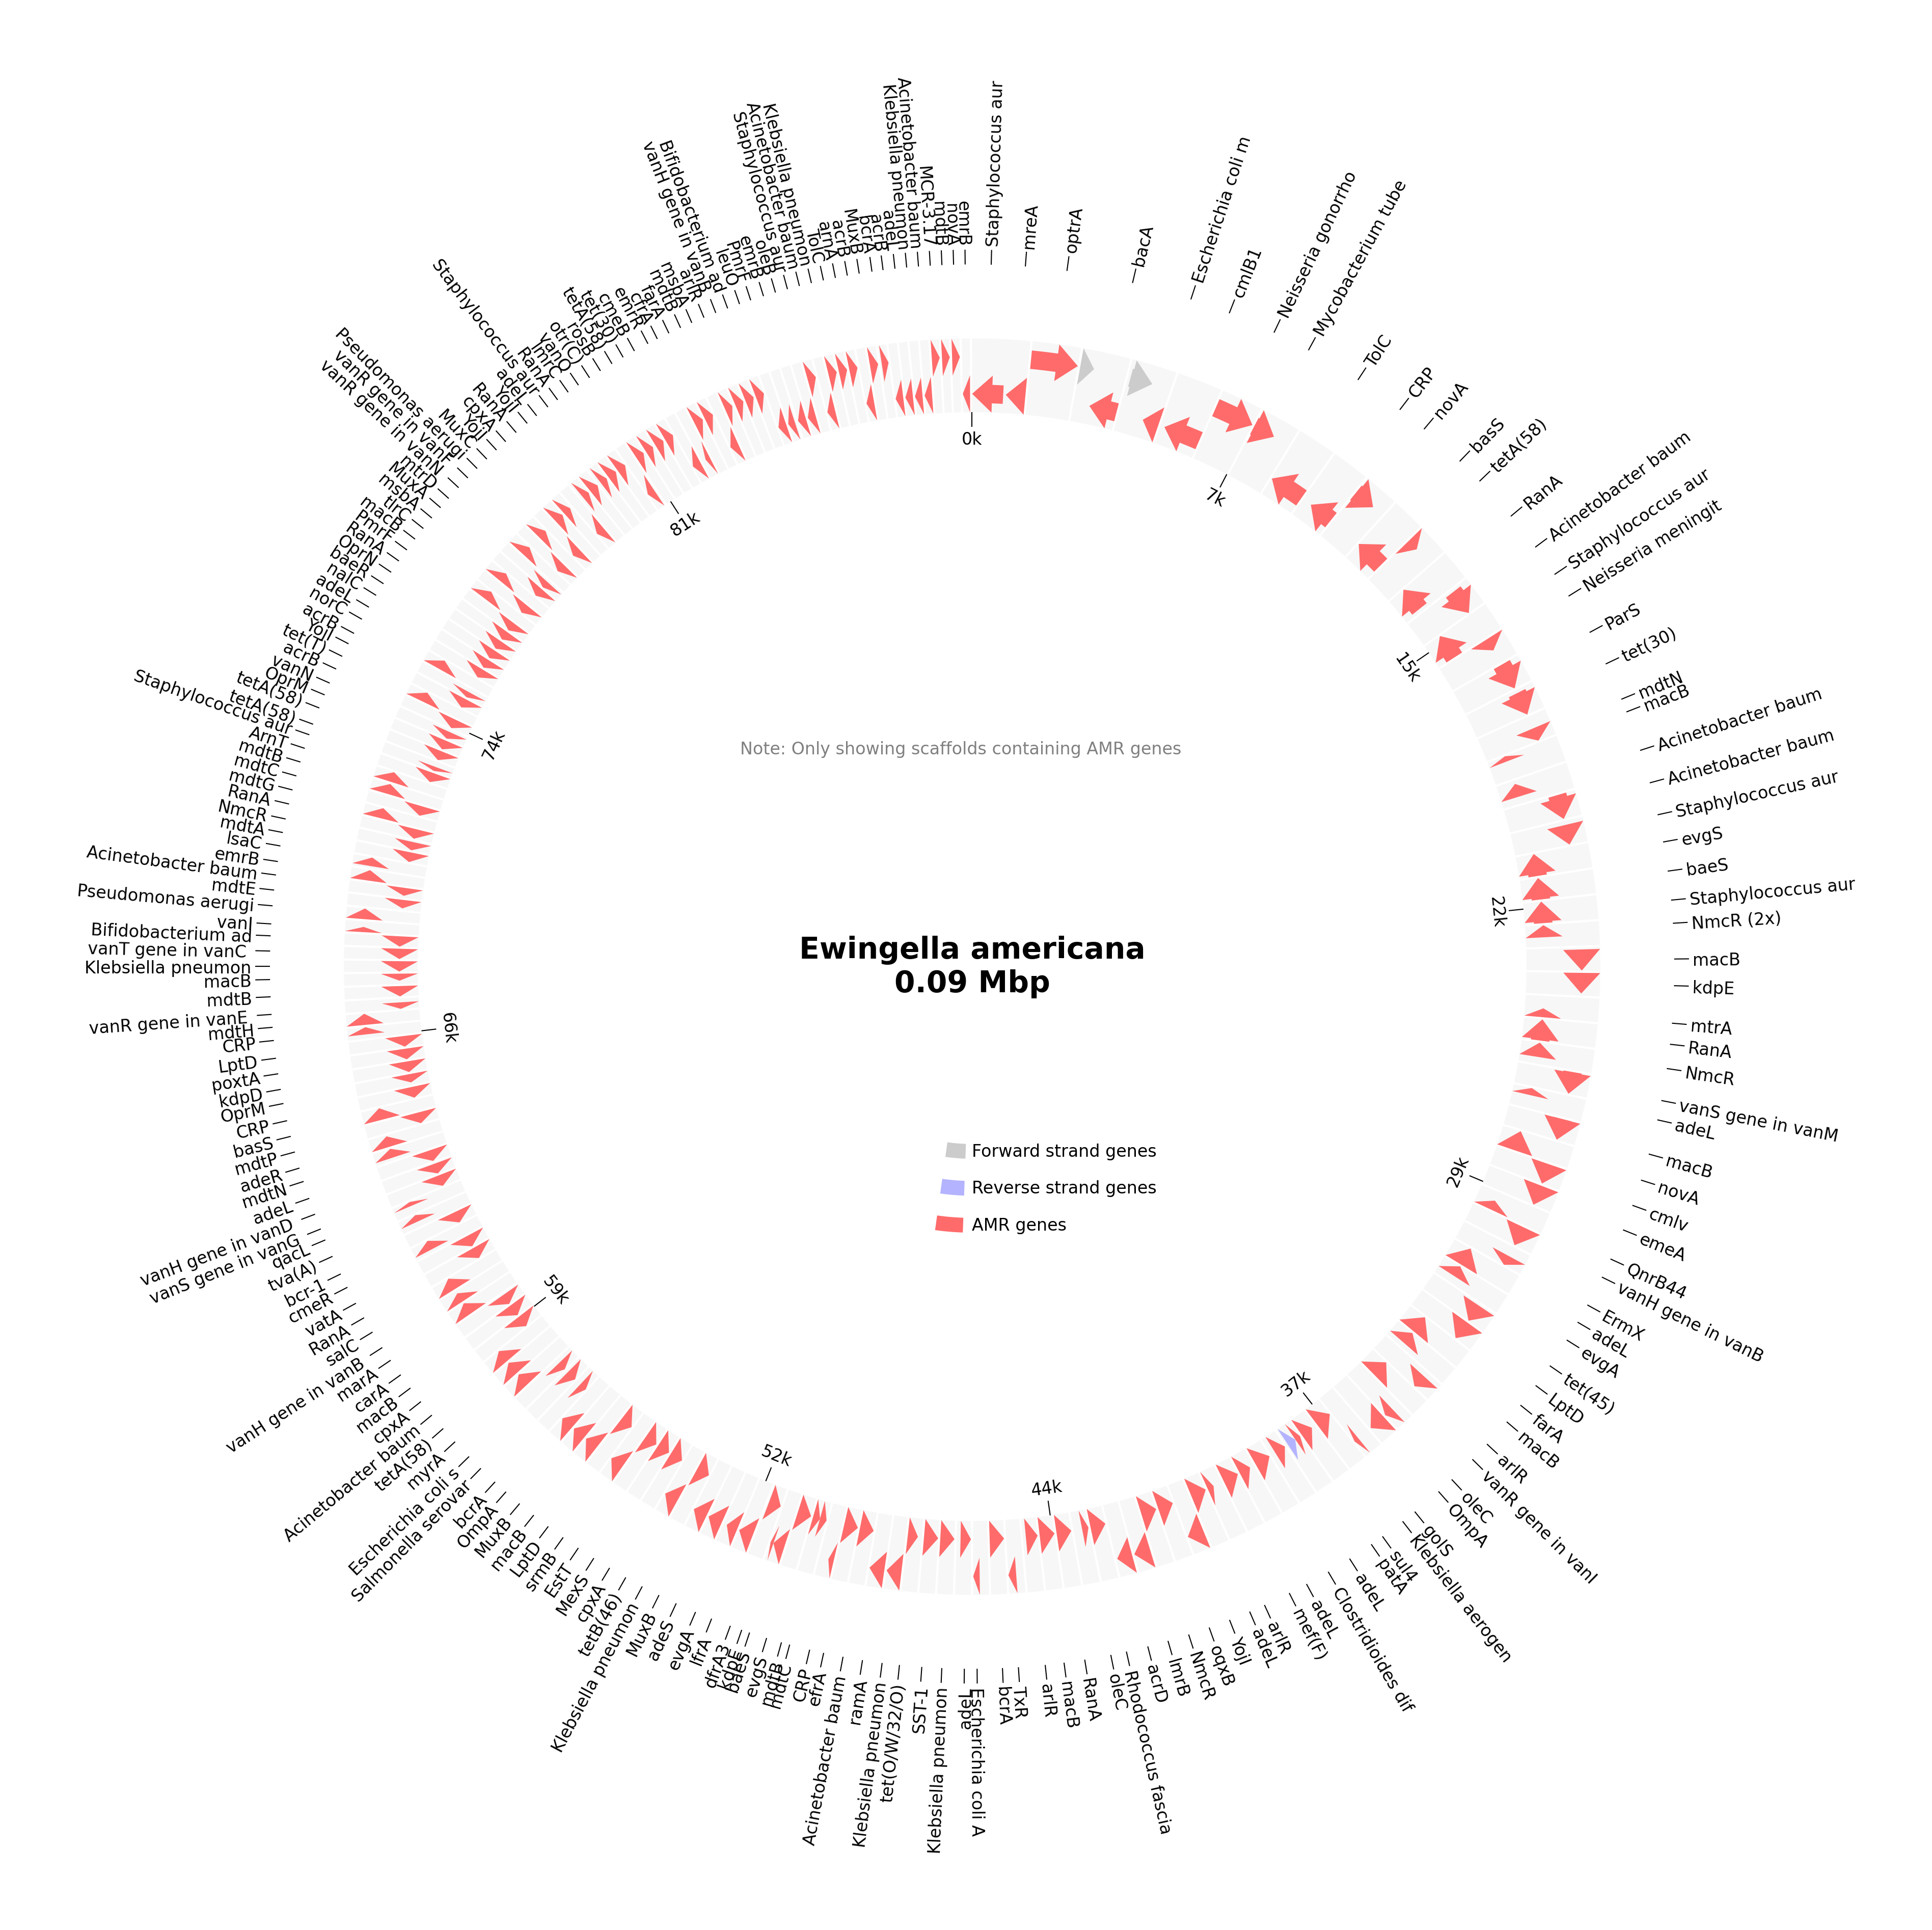 Staphylococcus aur
mreA
optrA
bacA
Escherichia coli m
cmlB1
Neisseria gonorrho
Mycobacterium tube
TolC
CRP
novA
basS
tetA(58)
RanA
Acinetobacter baum
Staphylococcus aur
Neisseria meningit
ParS
tet(30)
mdtN
macB
Acinetobacter baum
Acinetobacter baum
Staphylococcus aur
evgS
baeS
Staphylococcus aur
NmcR (2x)
macB
kdpE
mtrA
RanA
NmcR
vanS gene in vanM
adeL
macB
novA
cmlv
emeA
QnrB44
vanH gene in vanB
ErmX
adeL
evgA
tet(45)
LptD
farA
macB
arlR
vanR gene in vanI
oleC
OmpA
golS
Klebsiella aerogen
sul4
patA
adeL
Clostridioides dif
adeL
mef(F)
arlR
adeL
YojI
oqxB
NmcR
lmrB
acrD
Rhodococcus fascia
oleC
RanA
macB
arlR
TxR
bcrA
Escherichia coli A
Klebsiella pneumon
SST-1
tet(O/W/32/O)
Klebsiella pneumon
ramA
Acinetobacter baum
efrA
CRP
mdtC
mdtB
evgS
baeS
kdpE
dfrA3
lfrA
evgA
adeS
MuxB
Klebsiella pneumon
tetB(46)
cpxA
MexS
EstT
srmB
LptD
macB
MuxB
OmpA
bcrA
Salmonella serovar
Escherichia coli s
myrA
tetA(58)
Acinetobacter baum
cpxA
macB
carA
marA
vanH gene in vanB
salC
RanA
vatA
cmeR
bcr-1
tva(A)
qacL
vanS gene in vanG
vanH gene in vanD
adeL
mdtN
adeR
mdtP
basS
CRP
OprM
kdpD
poxtA
LptD
CRP
mdtH
vanR gene in vanE
mdtB
macB
Klebsiella pneumon
vanT gene in vanC
Bifidobacterium ad
vanI
Pseudomonas aerugi
mdtE
Acinetobacter baum
emrB
lsaC
mdtA
NmcR
RanA
mdtG
mdtC
mdtB
ArnT
Staphylococcus aur
tetA(58)
tetA(58)
OprM
vanN
acrB
tet(T)
YojI
acrB
norC
adeL
nalC
baeR
OprN
RanA
PmrF
macB
tlrC
msbA
MuxA
mtrD
vanR gene in vanN
vanR gene in vanF
Pseudomonas aerugi
MuxC
YojI
cpxA
RanA
YojI
adeL
Staphylococcus aur
RanA
lmrC
vanQ
otr(C)
rosB
tetA(58)
tet(30)
cmeB
emrR
cfrA
farA
mdtB
msbA
arlR
vanH gene in vanB
Bifidobacterium ad
leuO
PmrF
emrB
oleB
Staphylococcus aur
Acinetobacter baum
Klebsiella pneumon
TolC
arnA
acrB
MuxB
bcrA
acrB
adeL
Klebsiella pneumon
Acinetobacter baum
MCR-3.17
mdtB
novA
emrB
0k
7k
15k
22k
29k
37k
44k
52k
59k
66k
74k
81k
Note: Only showing scaffolds containing AMR genes
Ewingella americana
0.09 Mbp
Forward strand genes
Reverse strand genes
AMR genes